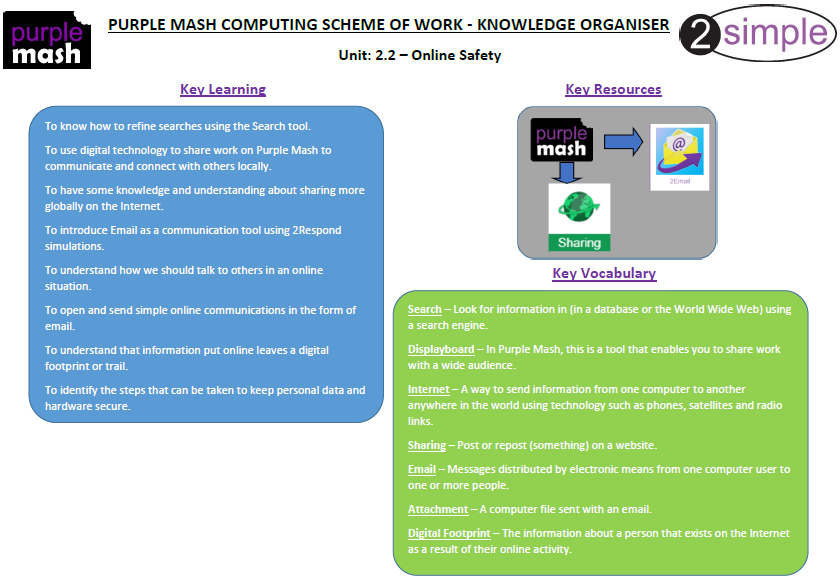 purple
mash
PURPLE MASH COMPUTING SCHEME OF WORK - KNOWLEDGE ORGANISER
2simple
Unit: 2.2 – Online Safety
Key Learning
To know how to refine searches using the Search tool.
To use digital technology to share work on Purple Mash to
communicate and connect with others locally.
To have some knowledge and understanding about sharing more
globally on the Internet.
To introduce Email as a communication tool using 2Respond
simulations.
To understand how we should talk to others in an online
situation.
To open and send simple online communications in the form of
email.
To understand that information put online leaves a digital
footprint or trail.
To identify the steps that can be taken to keep personal data and
hardware secure.
Key Resources
purple
mash
@
2Email
Sharing
Key Vocabulary
Search – Look for information in (in a database or the World Wide Web) using
a search engine.
Displayboard – In Purple Mash, this is a tool that enables you to share work
with a wide audience.
Internet – A way to send information from one computer to another
anywhere in the world using technology such as phones, satellites and radio
links.
Sharing – Post or repost (something) on a website.
Email – Messages distributed by electronic means from one computer user to
one or more people.
Attachment – A computer file sent with an email.
Digital Footprint – The information about a person that exists on the Internet
as a result of their online activity.